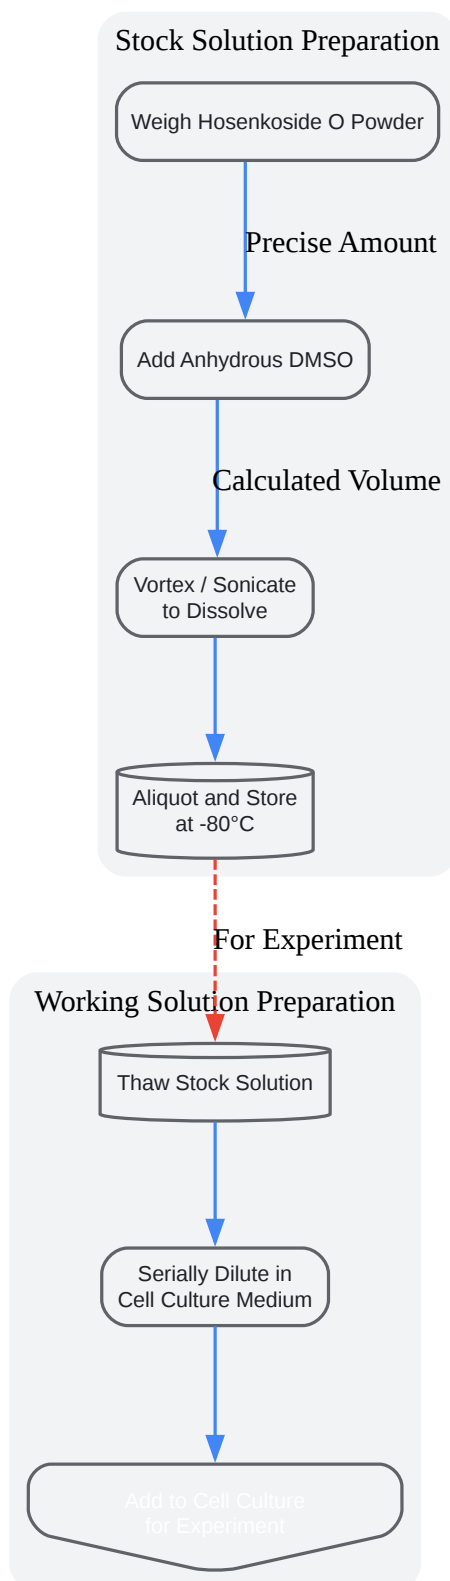 Stock Solution Preparation
Weigh Hosenkoside O Powder
Precise Amount
Add Anhydrous DMSO
Calculated Volume
Vortex / Sonicate
to Dissolve
Aliquot and Store
at -80°C
For Experiment
Working Solution Preparation
Thaw Stock Solution
Serially Dilute in
Cell Culture Medium
Add to Cell Culture
for Experiment